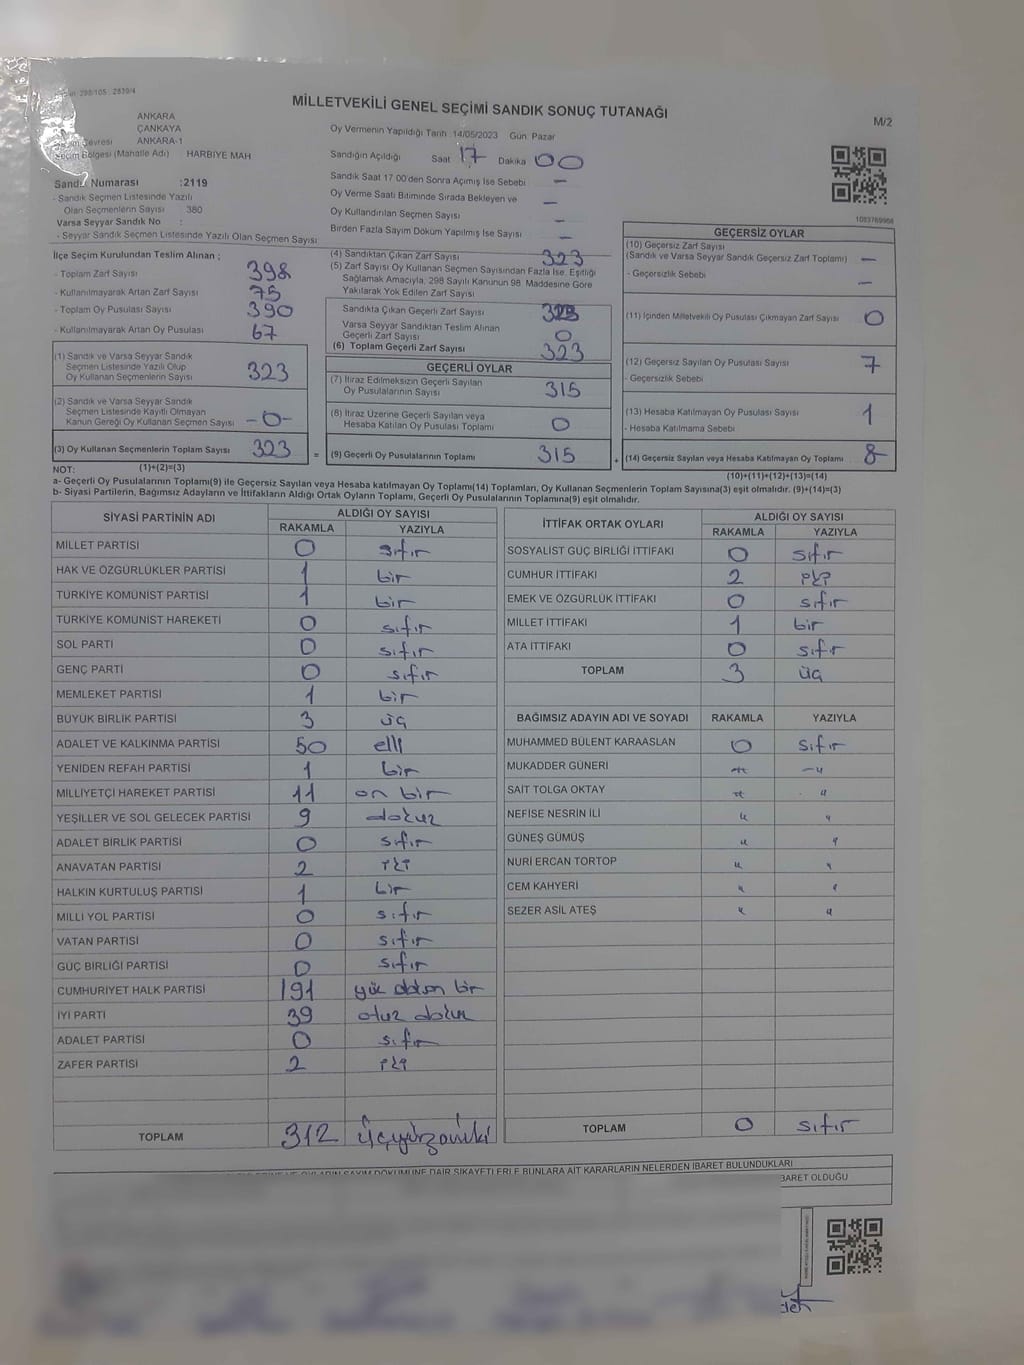 298/105 : 2839/4
MİLLETVEKİLİ GENEL SEÇİMİ SANDIK SONUÇ TUTANAĞI
M/2
ANKARA
ÇANKAYA
Çevresi ANKARA-1
Seçim Bölgesi (Mahalle Adı) HARBİYE MAH
Sandık Numarası :2119
- Sandık Seçmen Listesinde Yazılı
Olan Seçmenlerin Sayısı 380
Varsa Seyyar Sandık No :
- Seyyar Sandık Seçmen Listesinde Yazılı Olan Seçmen Sayısı
Oy Vermenin Yapıldığı Tarih :14/05/2023 Gün: Pazar
Sandığın Açıldığı Saat 17 Dakika 00
Sandık Saat 17 00'den Sonra Açımış İse Sebebi –
Oy Verme Saati Bitiminde Sırada Bekleyen ve
Oy Kullandırılan Seçmen Sayısı –
Birden Fazla Sayım Döküm Yapılmış İse Sayısı –
1083769968
İlçe Seçim Kurulundan Teslim Alınan ;
- Toplam Zarf Sayısı 398
- Kullanılmayarak Artan Zarf Sayısı 75
- Toplam Oy Pusulası Sayısı 390
- Kullanılmayarak Artan Oy Pusulası 67
(1) Sandık ve Varsa Seyyar Sandık
Seçmen Listesinde Yazılı Olup
Oy Kullanan Seçmenlerin Sayısı 323
(2) Sandık ve Varsa Seyyar Sandık
Seçmen Listesinde Kayıtlı Olmayan
Kanun Gereği Oy Kullanan Seçmen Sayısı -0-
(3) Oy Kullanan Seçmenlerin Toplam Sayısı 323 =
(4) Sandıktan Çıkan Zarf Sayısı 323
(5) Zarf Sayısı Oy Kullanan Seçmen Sayısından Fazla İse, Eşitliği
Sağlamak Amacıyla, 298 Sayılı Kanunun 98. Maddesine Göre
Yakılarak Yok Edilen Zarf Sayısı
Sandıkta Çıkan Geçerli Zarf Sayısı 323
Varsa Seyyar Sandıktan Teslim Alınan
Geçerli Zarf Sayısı 0
(6) Toplam Geçerli Zarf Sayısı 323
GEÇERLİ OYLAR
(7) İtiraz Edilmeksizin Geçerli Sayılan
Oy Pusulalarının Sayısı 315
(8) İtiraz Üzerine Geçerli Sayılan veya
Hesaba Katılan Oy Pusulası Toplamı 0
(9) Geçerli Oy Pusulalarının Toplamı 315 +
GEÇERSİZ OYLAR
(10) Geçersiz Zarf Sayısı
(Sandık ve Varsa Seyyar Sandık Geçersiz Zarf Toplamı) –
- Geçersizlik Sebebi –
(11) İçinden Milletvekili Oy Pusulası Çıkmayan Zarf Sayısı 0
(12) Geçersiz Sayılan Oy Pusulası Sayısı 7
- Geçersizlik Sebebi
(13) Hesaba Katılmayan Oy Pusulası Sayısı 1
- Hesaba Katılmama Sebebi
(14) Geçersiz Sayılan veya Hesaba Katılmayan Oy Toplamı 8
NOT: (1)+(2)=(3)
(10)+(11)+(12)+(13)=(14)
a- Geçerli Oy Pusulalarının Toplamı(9) ile Geçersiz Sayılan veya Hesaba katılmayan Oy Toplamı(14) Toplamları, Oy Kullanan Seçmenlerin Toplam Sayısına(3) eşit olmalıdır. (9)+(14)=(3)
b- Siyasi Partilerin, Bağımsız Adayların ve İttifakların Aldığı Ortak Oyların Toplamı, Geçerli Oy Pusulalarının Toplamına(9) eşit olmalıdır.
SİYASİ PARTİNİN ADI ALDIĞI OY SAYISI
RAKAMLA YAZIYLA
MİLLET PARTİSİ 0 sıfır
HAK VE ÖZGÜRLÜKLER PARTİSİ 1 bir
TÜRKİYE KOMÜNİST PARTİSİ 1 bir
TÜRKİYE KOMÜNİST HAREKETİ 0 sıfır
SOL PARTİ 0 sıfır
GENÇ PARTİ 0 sıfır
MEMLEKET PARTİSİ 1 bir
BÜYÜK BİRLİK PARTİSİ 3 üç
ADALET VE KALKINMA PARTİSİ 50 elli
YENİDEN REFAH PARTİSİ 1 bir
MİLLİYETÇİ HAREKET PARTİSİ 11 on bir
YEŞİLLER VE SOL GELECEK PARTİSİ 9 dokuz
ADALET BİRLİK PARTİSİ 0 sıfır
ANAVATAN PARTİSİ 2 iki
HALKIN KURTULUŞ PARTİSİ 1 bir
MİLLİ YOL PARTİSİ 0 sıfır
VATAN PARTİSİ 0 sıfır
GÜÇ BİRLİĞİ PARTİSİ 0 sıfır
CUMHURİYET HALK PARTİSİ 191 yüz doksan bir
İYİ PARTİ 39 otuz dokuz
ADALET PARTİSİ 0 sıfır
ZAFER PARTİSİ 2 iki
TOPLAM 312 üçyüzoniki
İTTİFAK ORTAK OYLARI ALDIĞI OY SAYISI
RAKAMLA YAZIYLA
SOSYALİST GÜÇ BİRLİĞİ İTTİFAKI 0 sıfır
CUMHUR İTTİFAKI 2 iki
EMEK VE ÖZGÜRLÜK İTTİFAKI 0 sıfır
MİLLET İTTİFAKI 1 bir
ATA İTTİFAKI 0 sıfır
TOPLAM 3 üç
BAĞIMSIZ ADAYIN ADI VE SOYADI RAKAMLA YAZIYLA
MUHAMMED BÜLENT KARAASLAN 0 sıfır
MUKADDER GÜNERİ " "
SAİT TOLGA OKTAY " "
NEFİSE NESRİN İLİ " "
GÜNEŞ GÜMÜŞ " "
NURİ ERCAN TORTOP " "
CEM KAHYERİ " "
SEZER ASİL ATEŞ " "
TOPLAM 0 sıfır
SAYIM DÖKÜMÜNE DAİR ŞİKAYETLERLE BUNLARA AİT KARARLARIN NELERDEN İBARET BULUNDUKLARI
İBARET OLDUĞU